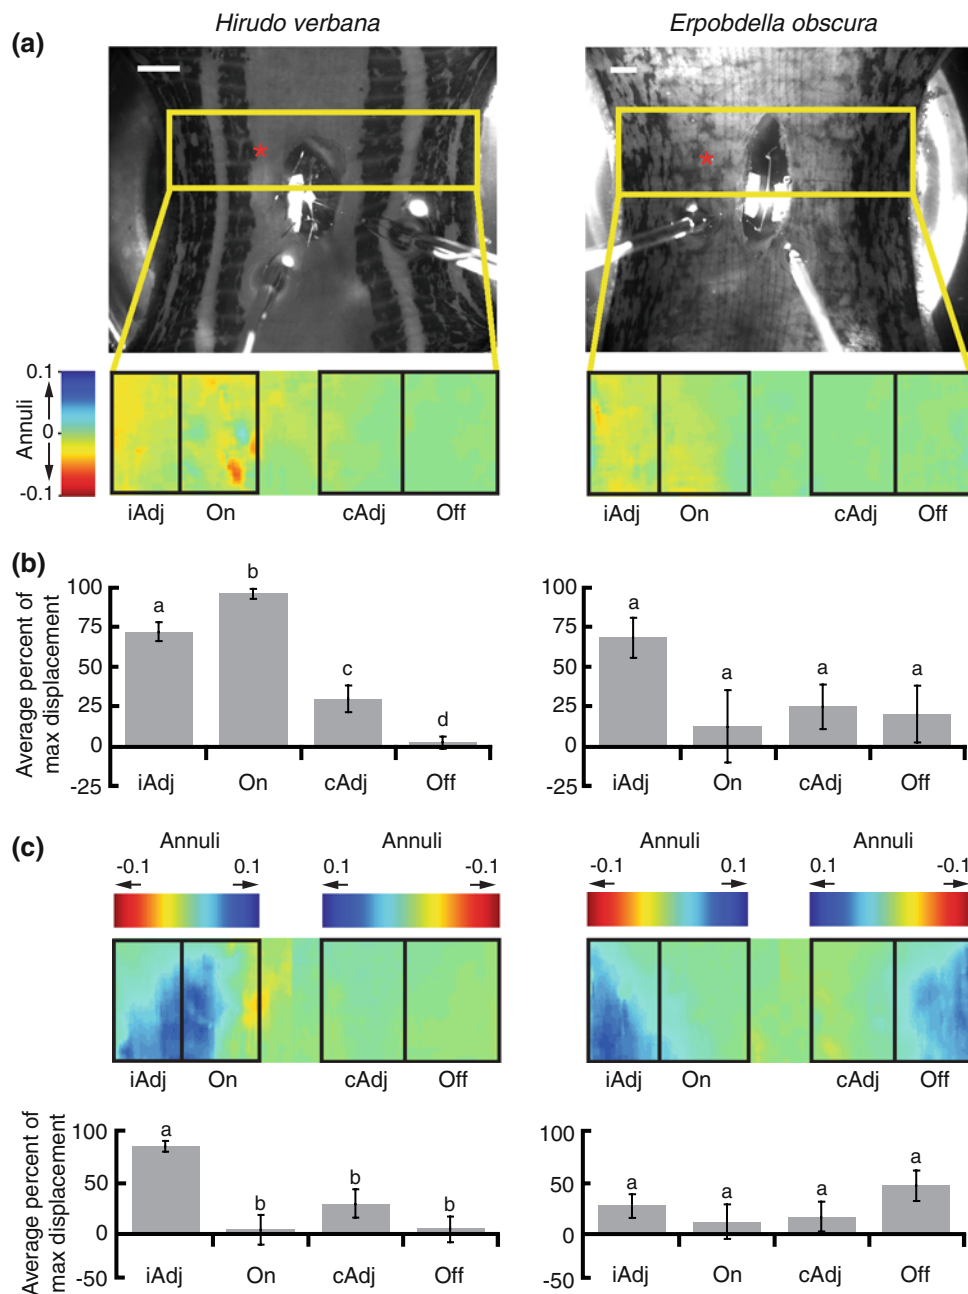 Hirudo verbana
Erpobdella obscura
(a)
*
*
0.1
Annuli
0
-0.1
iAdj On cAdj Off
iAdj On cAdj Off
(b)
Average percent of
max displacement
100
75
50
25
0
-25
a b c d
iAdj On cAdj Off
100
75
50
25
0
-25
a a a a
iAdj On cAdj Off
(c)
Annuli Annuli
-0.1 0.1 0.1 -0.1
Annuli Annuli
-0.1 0.1 0.1 -0.1
iAdj On cAdj Off
iAdj On cAdj Off
Average percent of
max displacement
100
50
0
-50
a b b b
iAdj On cAdj Off
100
50
0
-50
a a a a
iAdj On cAdj Off